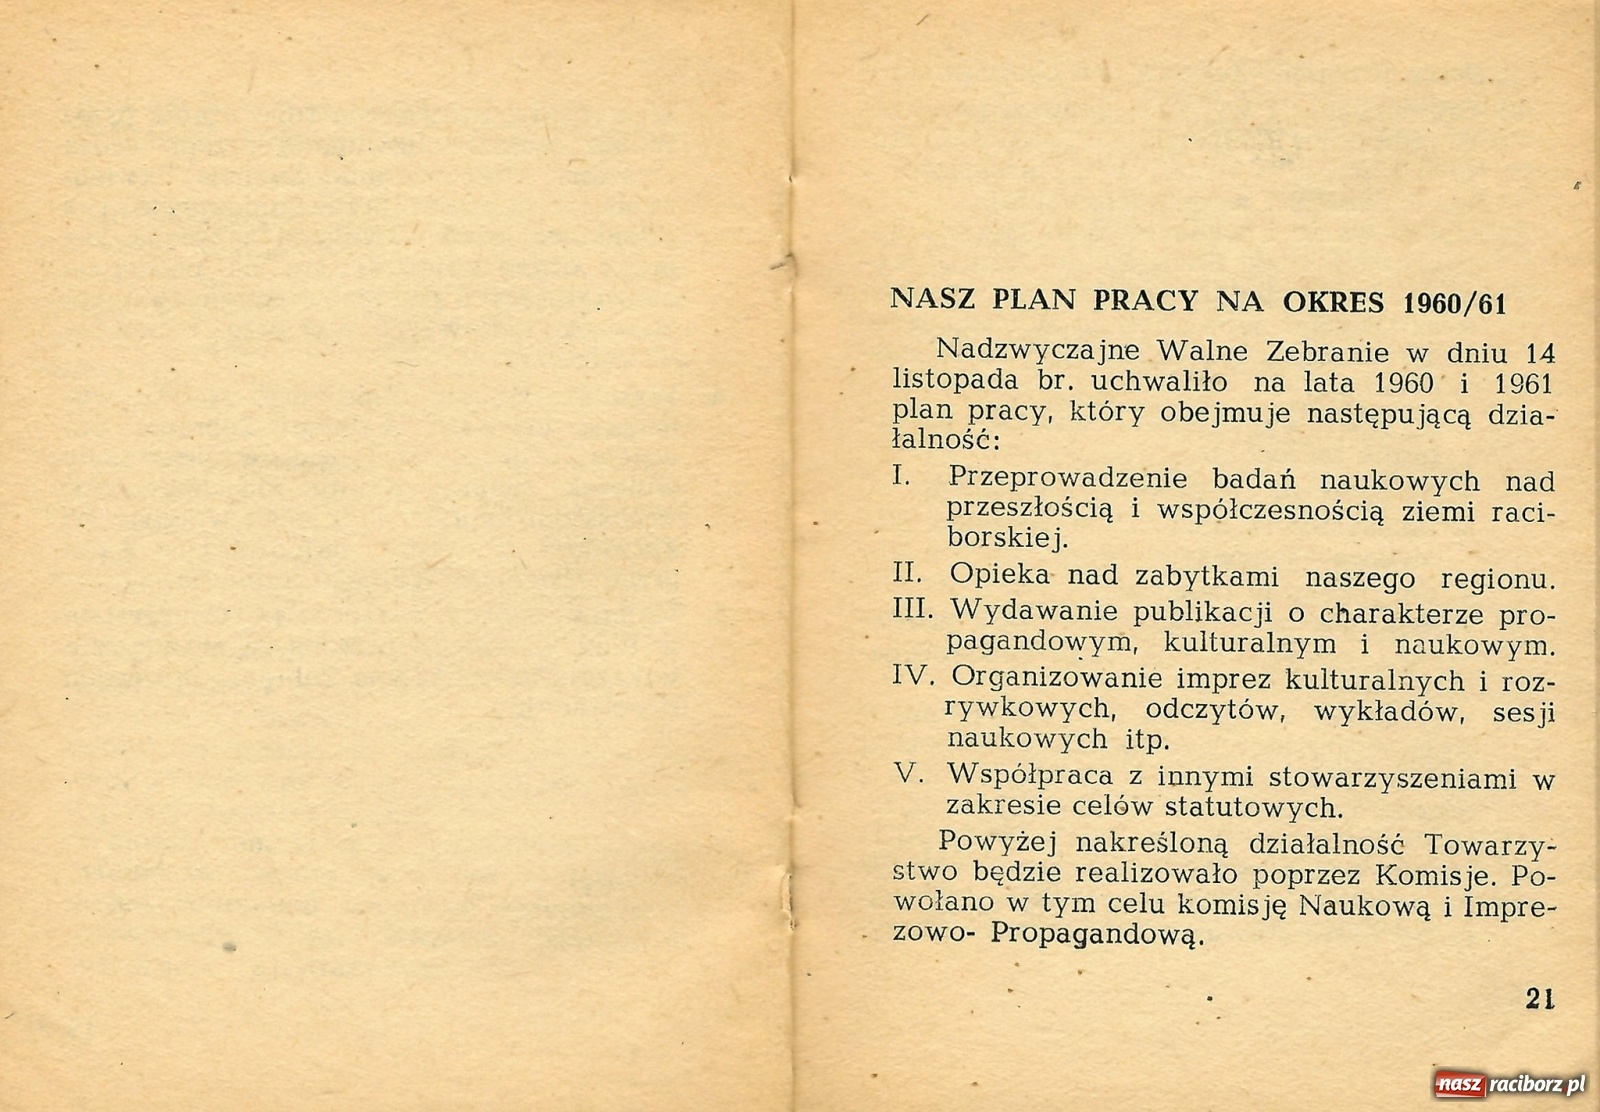 NASZ PLAN PRACY NA OKRES 1960/61
Nadzwyczajne Walne Zebranie w dniu 14
listopada br. uchwaliło na lata 1960 i 1961
plan pracy, który obejmuje następującą dzia-
łalność:
I. Przeprowadzenie badań naukowych nad
przeszłością i współczesnością ziemi raci-
borskiej.
II. Opieka nad zabytkami naszego regionu.
III. Wydawanie publikacji o charakterze pro-
pagandowym, kulturalnym i naukowym.
IV. Organizowanie imprez kulturalnych i roz-
rywkowych, odczytów, wykładów, sesji
naukowych itp.
V. Współpraca z innymi stowarzyszeniami w
zakresie celów statutowych.
Powyżej nakreśloną działalność Towarzy-
stwo będzie realizowało poprzez Komisje. Po-
wołano w tym celu komisję Naukową i Impre-
zowo- Propagandową.
21
nasz raciborz.pl